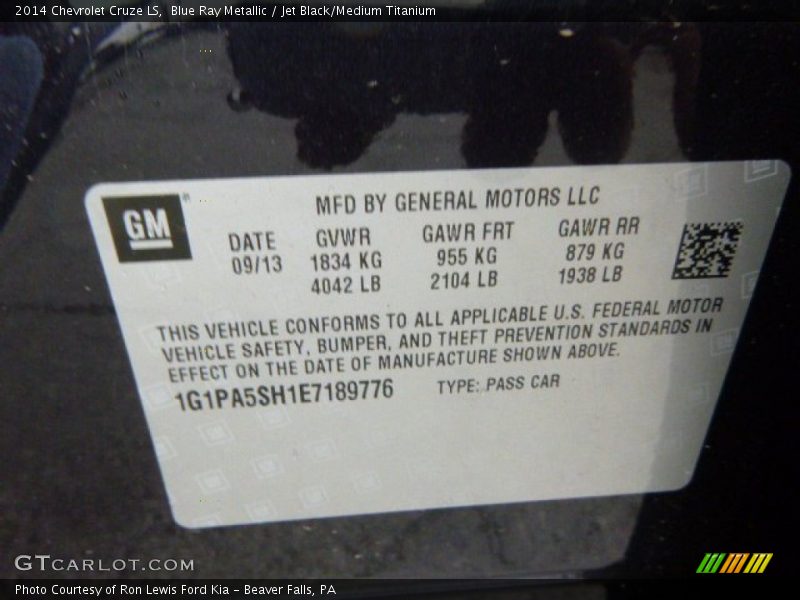 2014 Chevrolet Cruze LS, Blue Ray Metallic / Jet Black/Medium Titanium
GM ®
MFD BY GENERAL MOTORS LLC
DATE GVWR GAWR FRT GAWR RR
09/13 1834 KG 955 KG 879 KG
4042 LB 2104 LB 1938 LB
THIS VEHICLE CONFORMS TO ALL APPLICABLE U.S. FEDERAL MOTOR
VEHICLE SAFETY, BUMPER, AND THEFT PREVENTION STANDARDS IN
EFFECT ON THE DATE OF MANUFACTURE SHOWN ABOVE.
1G1PA5SH1E7189776 TYPE: PASS CAR
GTCARLOT.COM
Photo Courtesy of Ron Lewis Ford Kia - Beaver Falls, PA